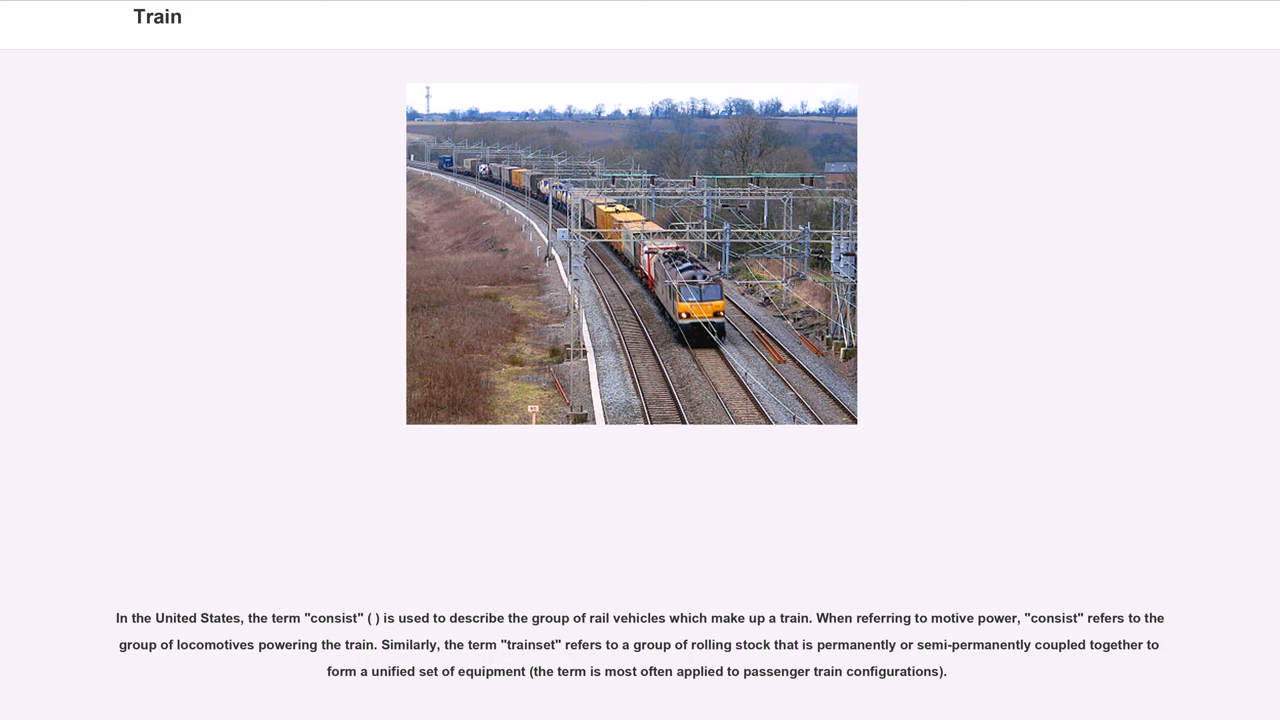 Train
In the United States, the term "consist" ( ) is used to describe the group of rail vehicles which make up a train. When referring to motive power, "consist" refers to the
group of locomotives powering the train. Similarly, the term "trainset" refers to a group of rolling stock that is permanently or semi-permanently coupled together to
form a unified set of equipment (the term is most often applied to passenger train configurations).